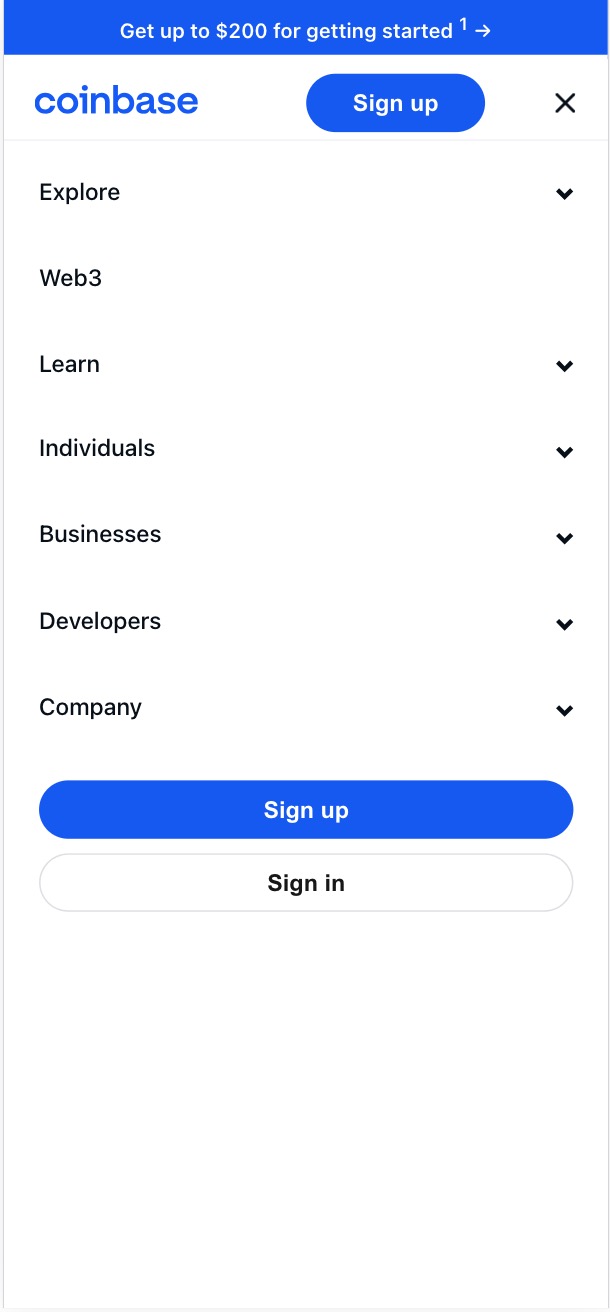 Get up to $200 for getting started 1 →
coinbase
Sign up
Explore
Web3
Learn
Individuals
Businesses
Developers
Company
Sign up
Sign in